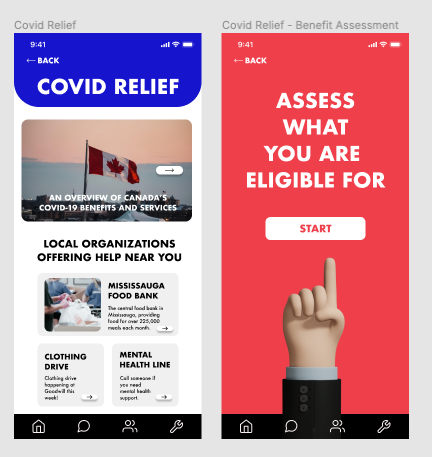 Covid Relief
9:41
BACK
COVID RELIEF
AN OVERVIEW OF CANADA'S
COVID-19 BENEFITS AND SERVICES
LOCAL ORGANIZATIONS
OFFERING HELP NEAR YOU
MISSISSAUGA
FOOD BANK
The central food bank in
Mississauga, providing
food for over 225,000
meals each month.
CLOTHING
DRIVE
Clothing drive
happening at
Goodwill this
week!
MENTAL
HEALTH LINE
Call someone if
you need
mental health
support.
Covid Relief - Benefit Assessment
9:41
BACK
ASSESS
WHAT
YOU ARE
ELIGIBLE FOR
START